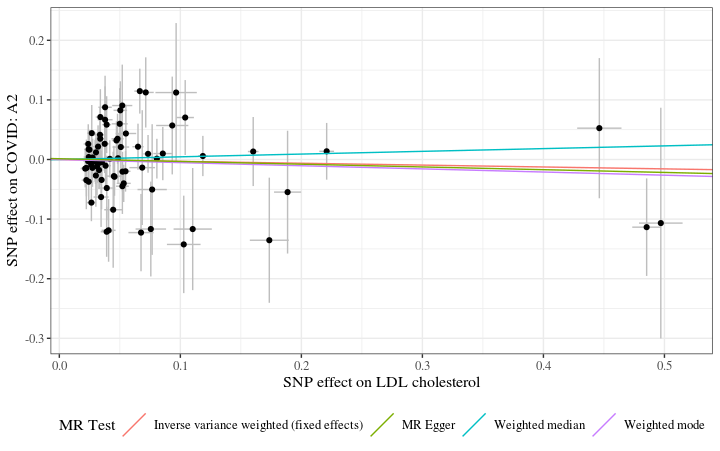 0.2
0.1
0.0
-0.1
-0.2
-0.3
SNP effect on COVID: A2
0.0 0.1 0.2 0.3 0.4 0.5
SNP effect on LDL cholesterol
MR Test Inverse variance weighted (fixed effects) MR Egger Weighted median Weighted mode